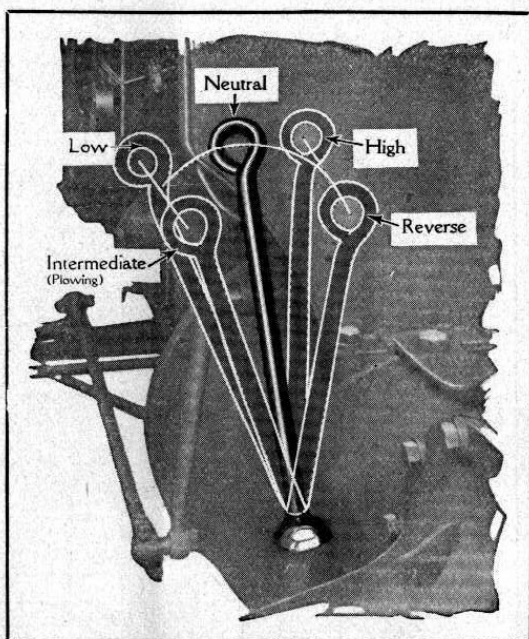 Neutral
Low
High
Reverse
Intermediate
(Plowing)